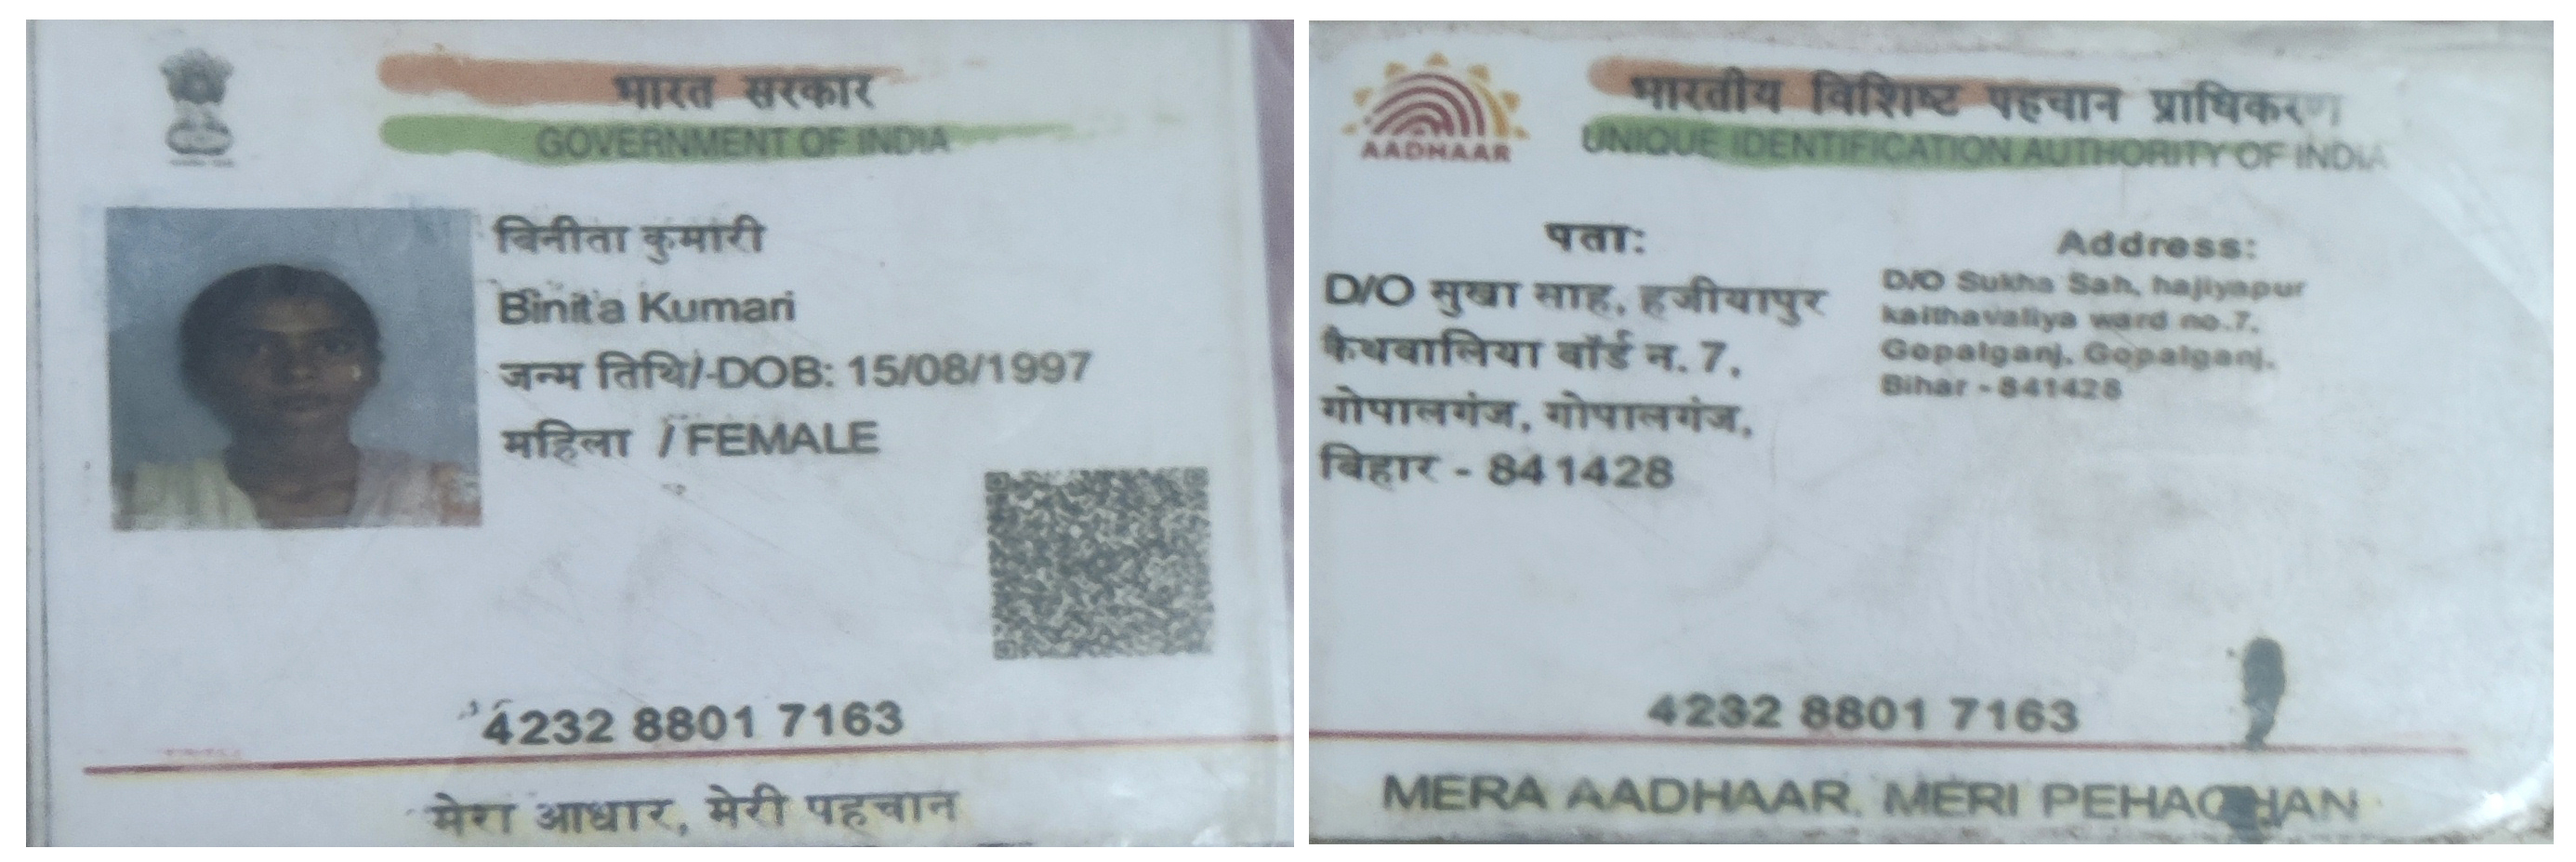 भारत सरकार
GOVERNMENT OF INDIA
बिनीता कुमारी
Binita Kumari
जन्म तिथि/-DOB: 15/08/1997
महिला / FEMALE
4232 8801 7163
मेरा आधार, मेरी पहचान
भारतीय विशिष्ट पहचान प्राधिकरण
UNIQUE IDENTIFICATION AUTHORITY OF INDIA
AADHAAR
पता:
D/O सुखा साह, हजीयापुर
कैथवालिया वॉर्ड न. 7,
गोपालगंज, गोपालगंज,
बिहार - 841428
Address:
D/O Sukha Sah, hajiyapur
kaithavaliya ward no.7,
Gopalganj, Gopalganj,
Bihar - 841428
4232 8801 7163
MERA AADHAAR, MERI PEHACHAN